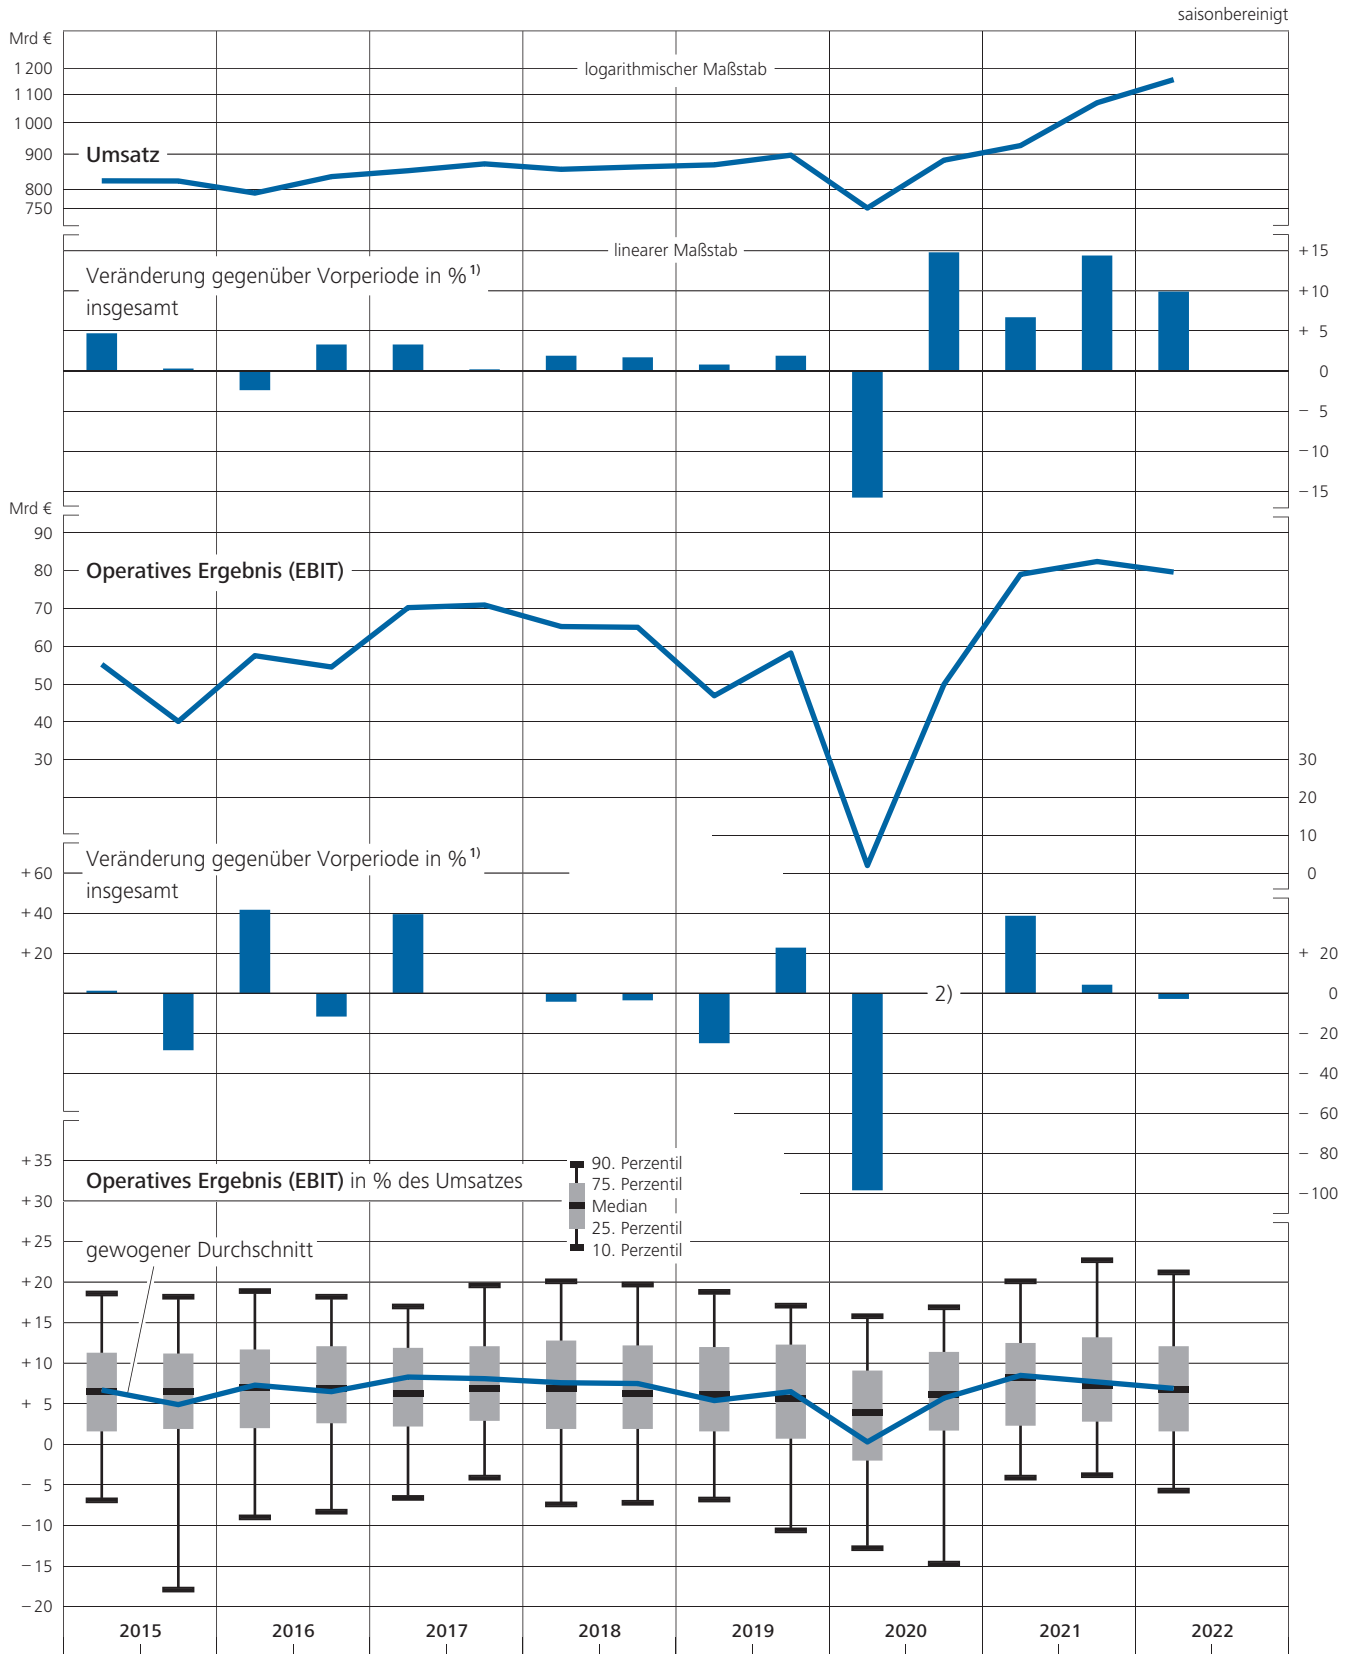 saisonbereinigt
Mrd €
logarithmischer Maßstab
1 200
1 100
1 000
900
800
750
Umsatz
linearer Maßstab
Veränderung gegenüber Vorperiode in % 1)
insgesamt
+ 15
+ 10
+ 5
0
− 5
− 10
− 15
Mrd €
90
80
70
60
50
40
30
Operatives Ergebnis (EBIT)
30
20
10
0
Veränderung gegenüber Vorperiode in % 1)
insgesamt
+ 60
+ 40
+ 20
2)
+ 20
0
− 20
− 40
− 60
− 80
− 100
Operatives Ergebnis (EBIT) in % des Umsatzes
90. Perzentil
75. Perzentil
Median
25. Perzentil
10. Perzentil
gewogener Durchschnitt
+ 35
+ 30
+ 25
+ 20
+ 15
+ 10
+ 5
0
− 5
− 10
− 15
− 20
2015 2016 2017 2018 2019 2020 2021 2022